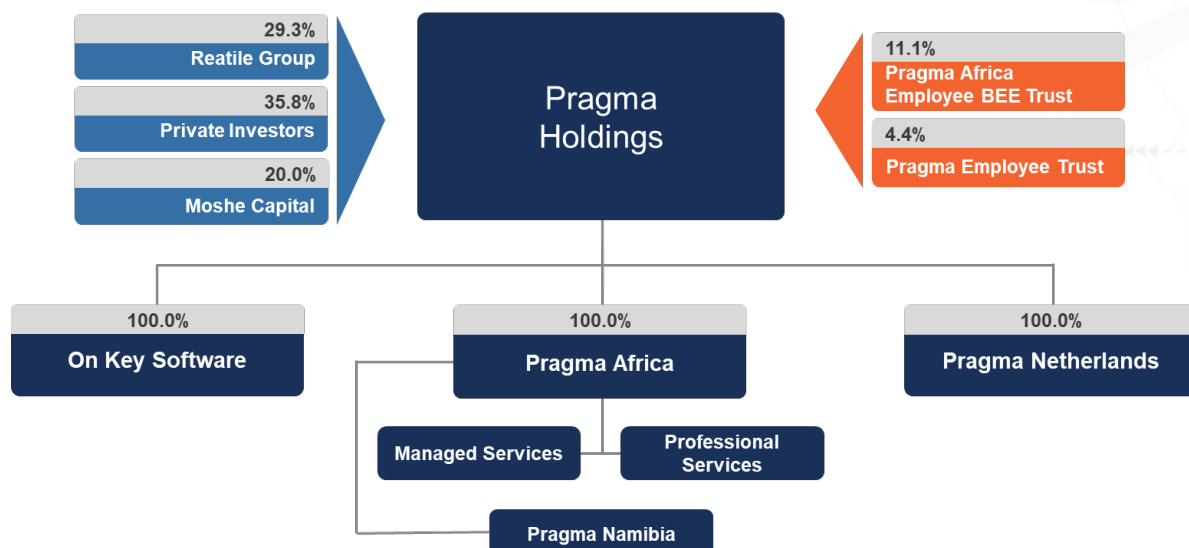 29.3%
Reatile Group
35.8%
Private Investors
20.0%
Moshe Capital
Pragma
Holdings
11.1%
Pragma Africa
Employee BEE Trust
4.4%
Pragma Employee Trust
100.0%
On Key Software
100.0%
Pragma Africa
100.0%
Pragma Netherlands
Managed Services
Professional
Services
Pragma Namibia